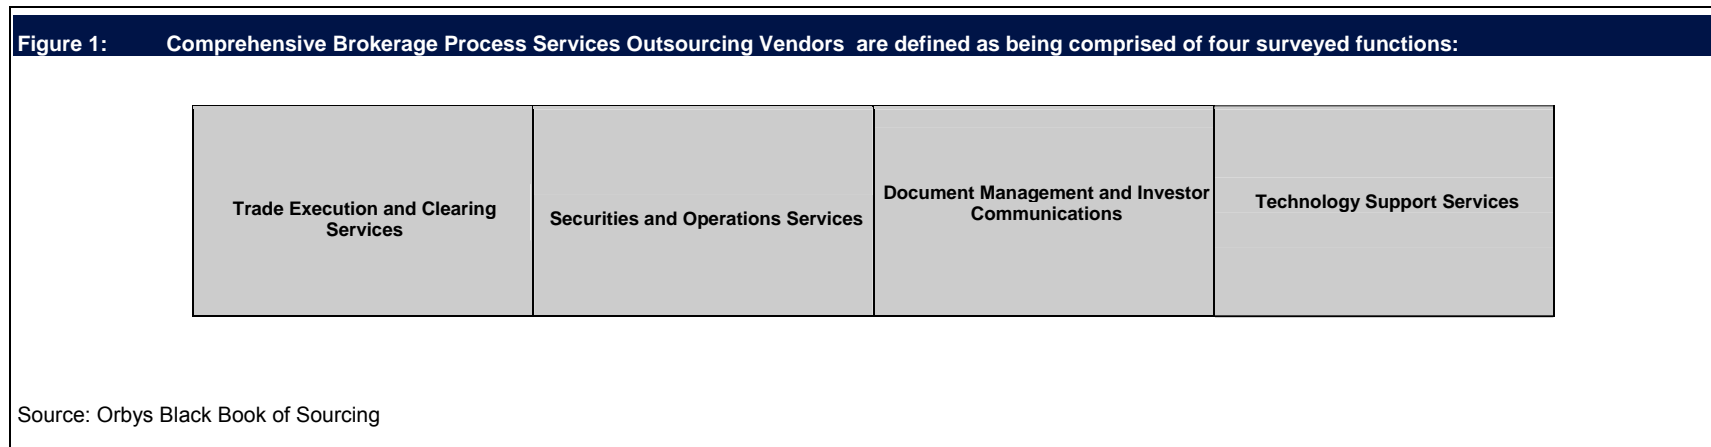 Figure 1: Comprehensive Brokerage Process Services Outsourcing Vendors are defined as being comprised of four surveyed functions:
Trade Execution and Clearing
Services
Securities and Operations Services
Document Management and Investor
Communications
Technology Support Services
Source: Orbys Black Book of Sourcing